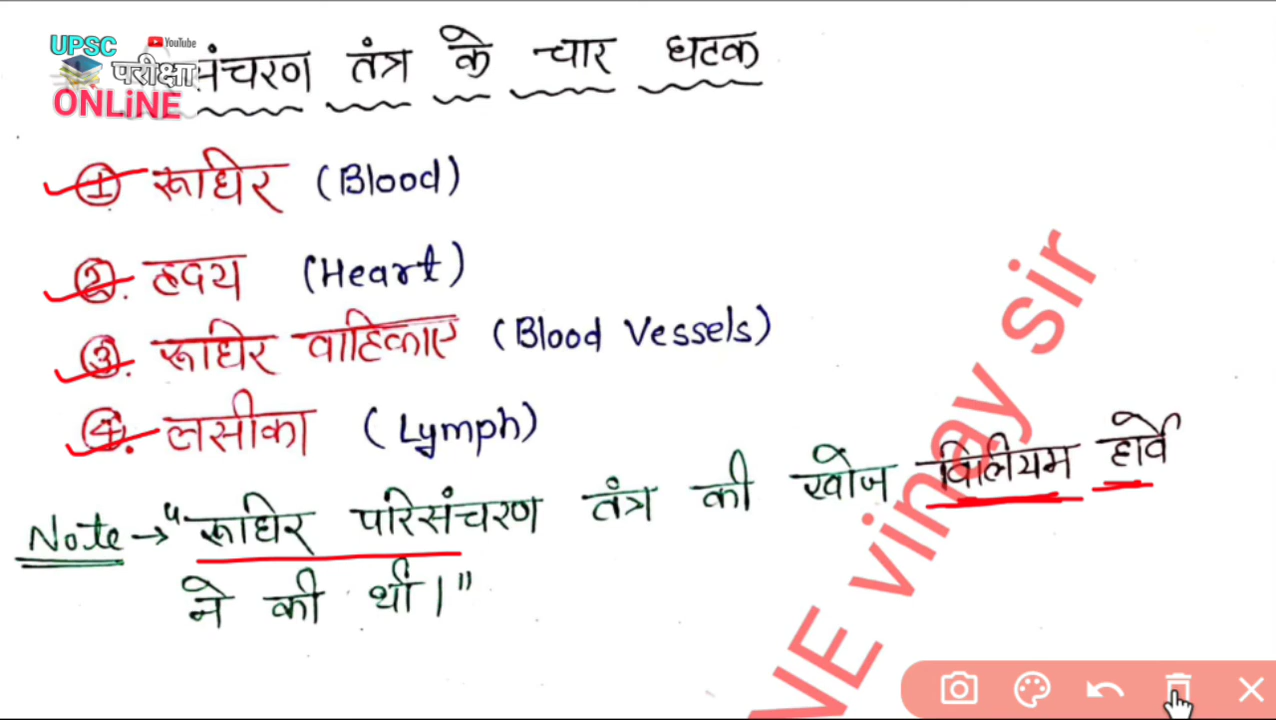 UPSC
YouTube
परीक्षा
ONLiNE
संचरण तंत्र के चार घटक
① रूधिर (Blood)
②. हृदय (Heart)
③. रूधिर वाहिकाए (Blood Vessels)
④. लसीका (Lymph)
Note → "रूधिर परिसंचरण तंत्र की खोज विलियम हार्वे
ने की थी।"
NE vinay sir